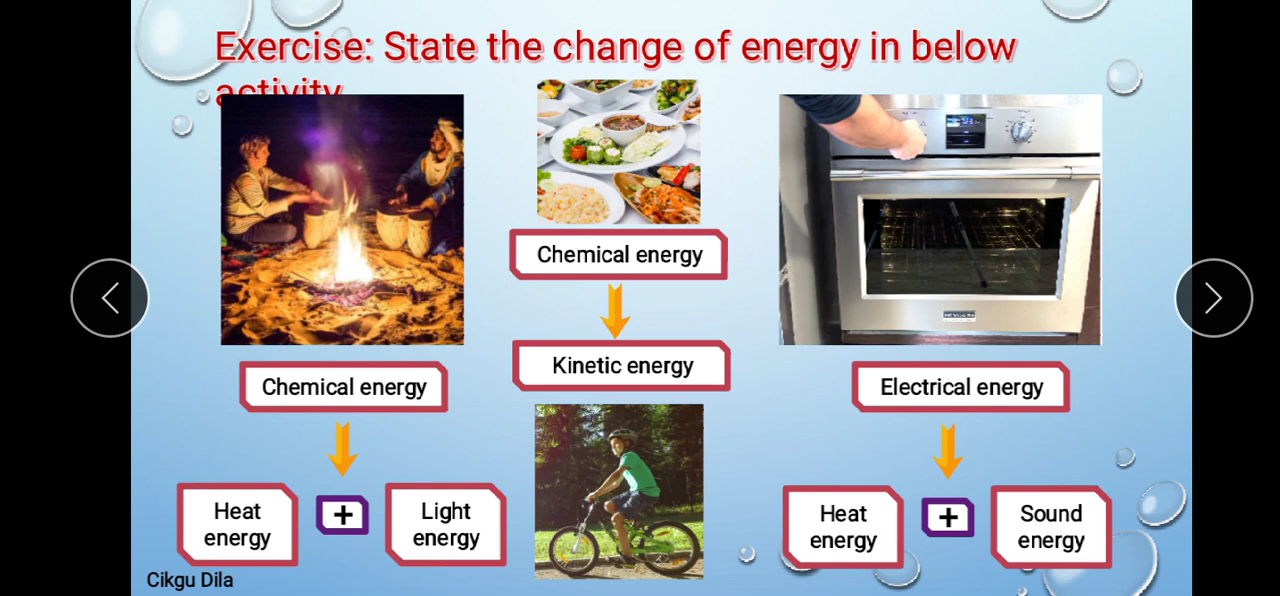 Exercise: State the change of energy in below
activity
Chemical energy
Heat
energy
+
Light
energy
Chemical energy
Kinetic energy
Electrical energy
Heat
energy
+
Sound
energy
Cikgu Dila